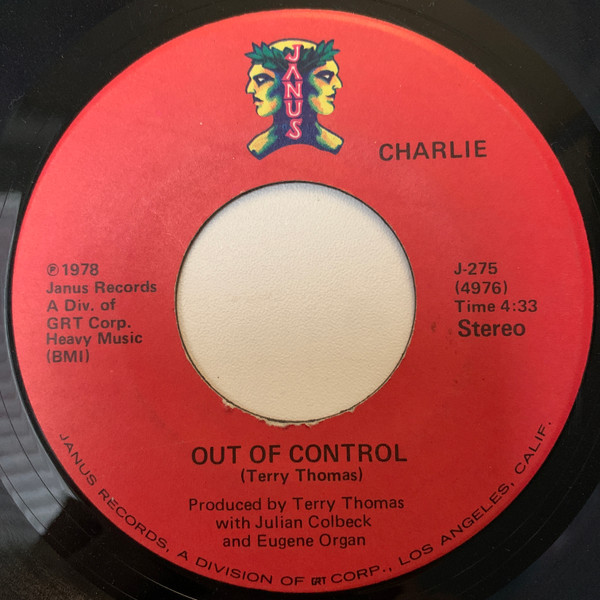 JANUS
CHARLIE
℗ 1978
Janus Records
A Div. of
GRT Corp.
Heavy Music
(BMI)
J-275
(4976)
Time 4:33
Stereo
OUT OF CONTROL
(Terry Thomas)
Produced by Terry Thomas
with Julian Colbeck
and Eugene Organ
JANUS RECORDS, A DIVISION OF GRT CORP., LOS ANGELES, CALIF.